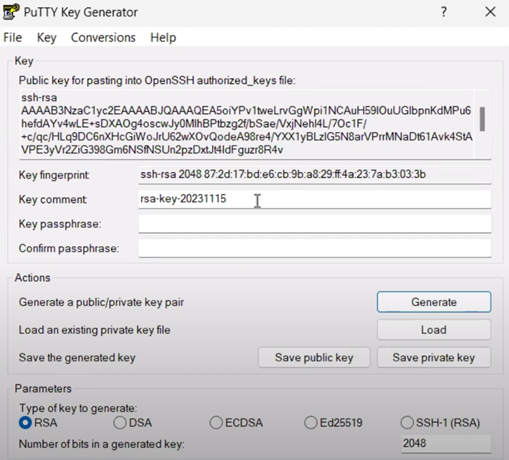 PuTTY Key Generator
File Key Conversions Help
Key
Public key for pasting into OpenSSH authorized_keys file:
ssh-rsa
AAAAB3NzaC1yc2EAAAABJQAAAQEA5oiYPv1tweLrvGgWpi1NCAuH59IOuUGlbpnKdMPu6
hefdAYv4wLE+sDXAOg4oscwJy0MlhBPtbzg2f/bSae/VxjNehl4L/7Oc1F/
+c/qc/HLq9DC6nXHcGiWoJrU62wXOvQodeA98re4/YXX1yBLzlG5N8arVPrrMNaDt61Avk4StA
VPE3yVr2ZiG398Gm6NSfNSUn2pzDxtJt4ldFguzr8R4v
Key fingerprint: ssh-rsa 2048 87:2d:17:bd:e6:cb:9b:a8:29:ff:4a:23:7a:b3:03:3b
Key comment: rsa-key-20231115
Key passphrase:
Confirm passphrase:
Actions
Generate a public/private key pair Generate
Load an existing private key file Load
Save the generated key Save public key Save private key
Parameters
Type of key to generate:
RSA DSA ECDSA Ed25519 SSH-1 (RSA)
Number of bits in a generated key: 2048